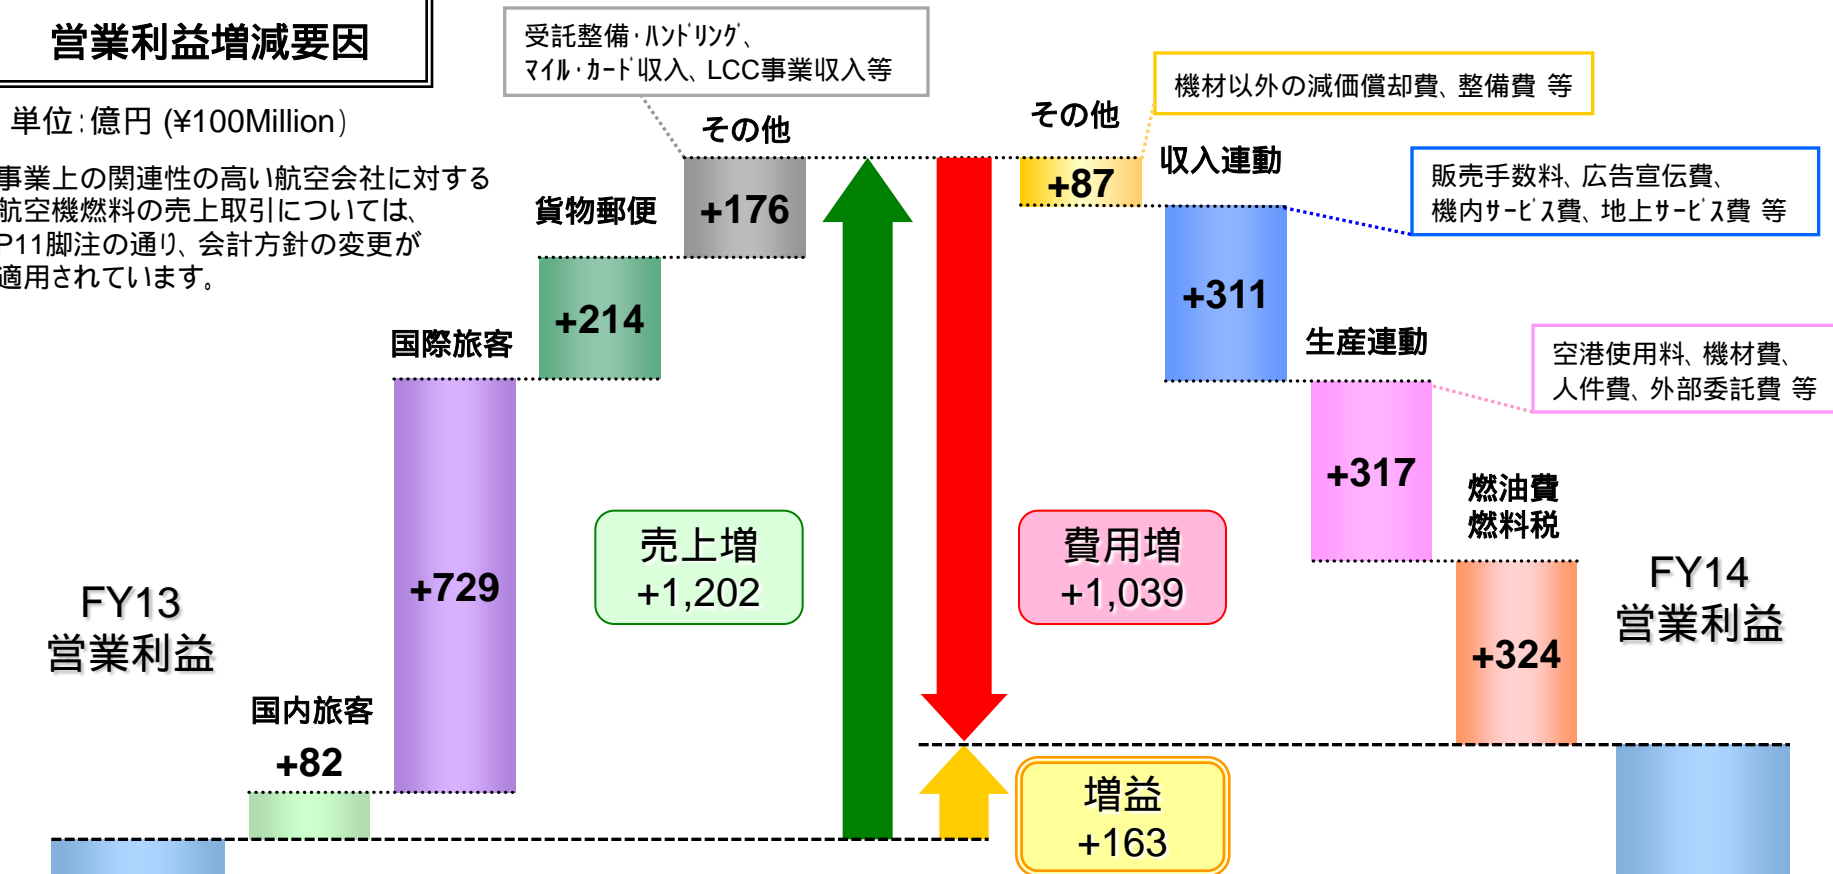 営業利益増減要因
単位：億円 (¥100Million)
事業上の関連性の高い航空会社に対する
航空機燃料の売上取引については、
P11脚注の通り、会計方針の変更が
適用されています。
受託整備・ﾊﾝﾄﾞﾘﾝｸﾞ、
ﾏｲﾙ・ｶｰﾄﾞ収入、LCC事業収入等
その他
+176
貨物郵便
+214
国際旅客
+729
国内旅客
+82
FY13
営業利益
売上増
+1,202
費用増
+1,039
増益
+163
その他
+87
機材以外の減価償却費、整備費 等
収入連動
+311
販売手数料、広告宣伝費、
機内ｻｰﾋﾞｽ費、地上ｻｰﾋﾞｽ費 等
生産連動
+317
空港使用料、機材費、
人件費、外部委託費 等
燃油費
燃料税
+324
FY14
営業利益